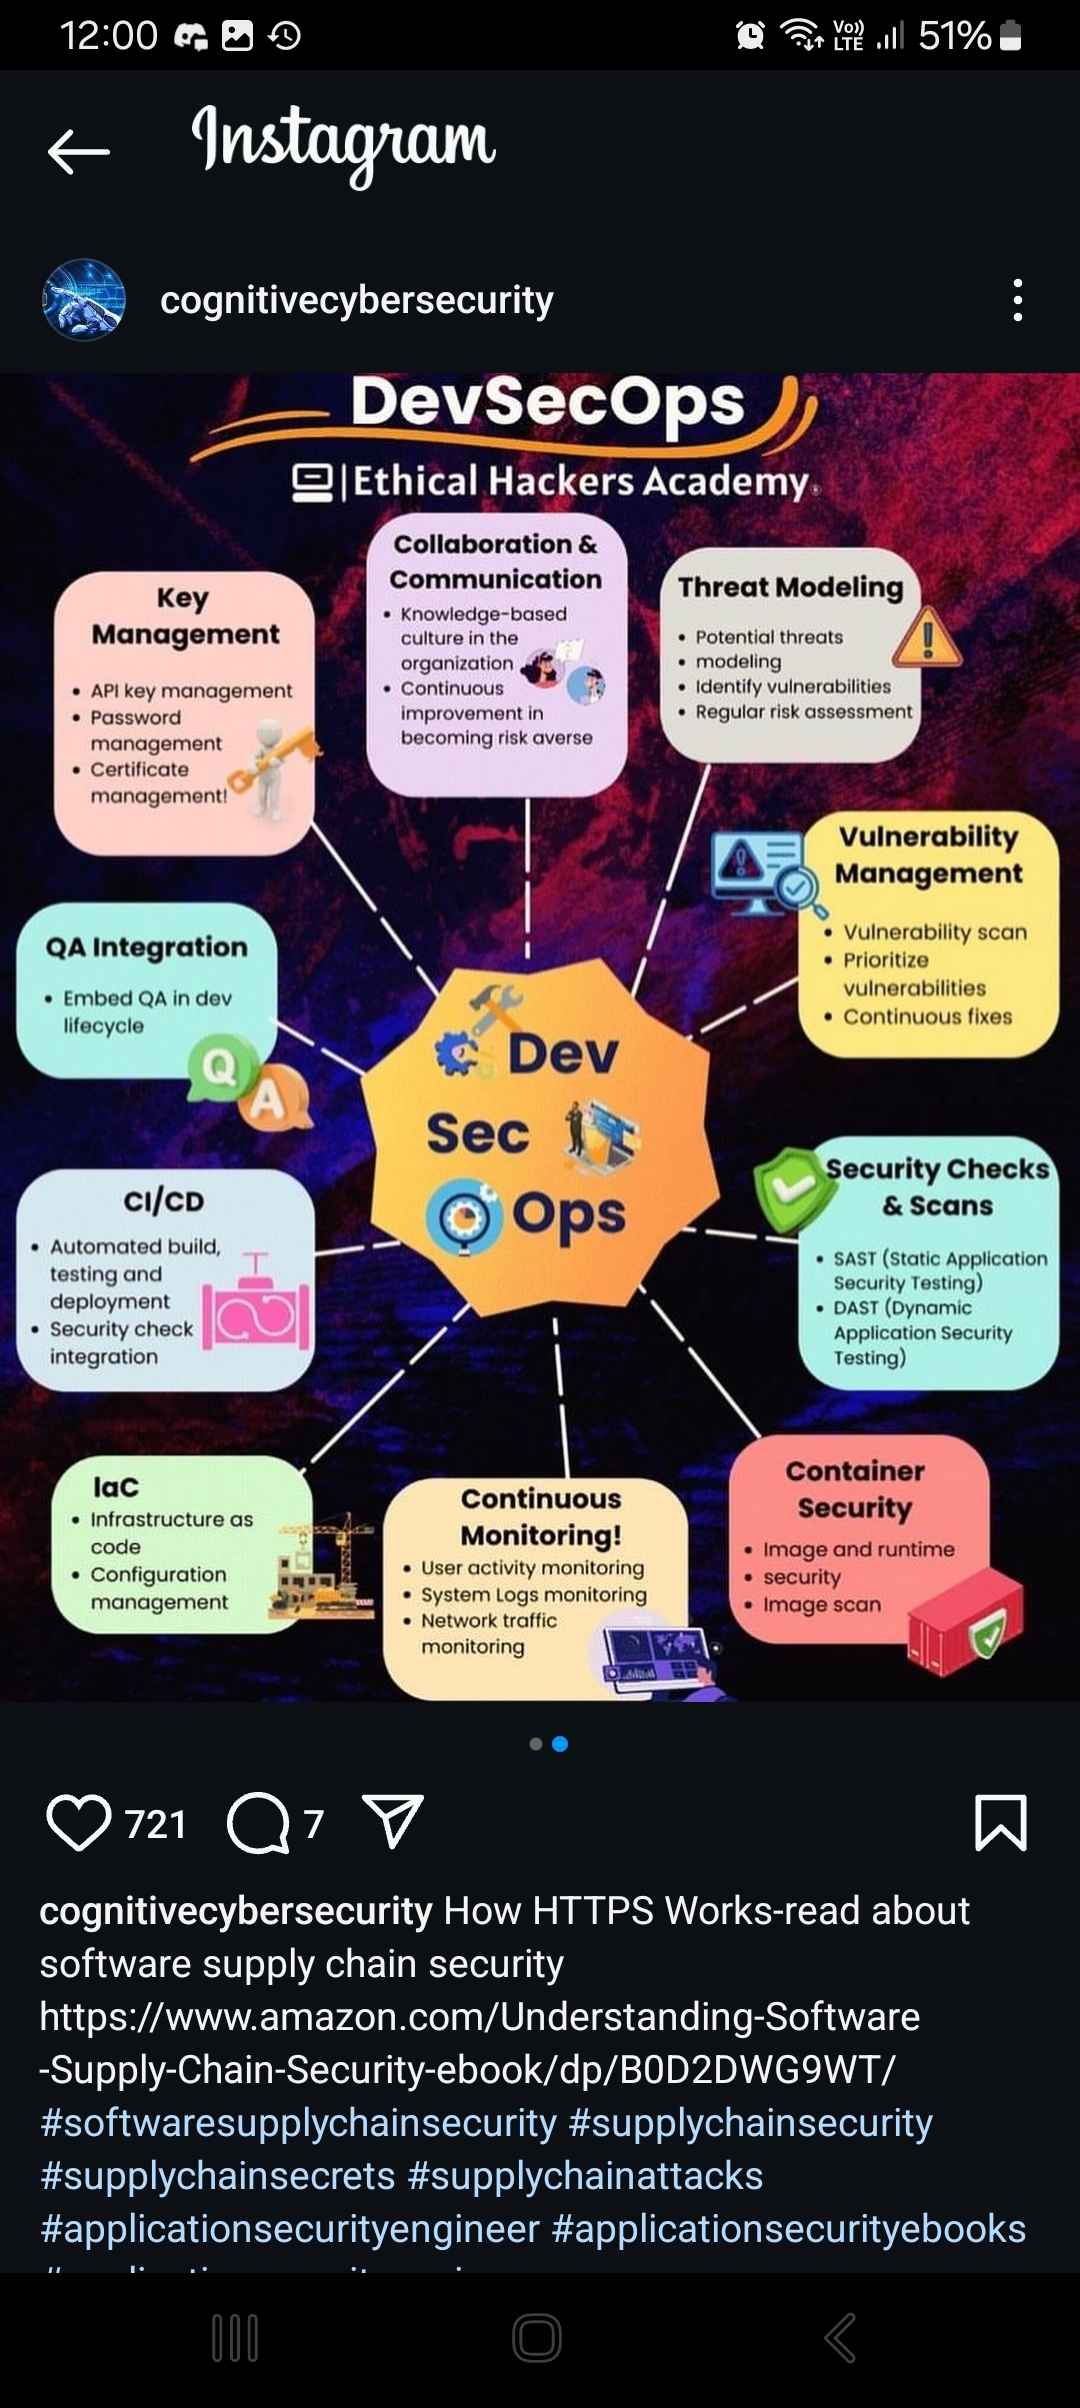 12:00
Vo))
LTE
51%
Instagram
cognitivecybersecurity
DevSecOps
|Ethical Hackers Academy
Collaboration &
Communication
• Knowledge-based
culture in the
organization
• Continuous
improvement in
becoming risk averse
Key
Management
• API key management
• Password
management
• Certificate
management!
Threat Modeling
• Potential threats
• modeling
• Identify vulnerabilities
• Regular risk assessment
Vulnerability
Management
• Vulnerability scan
• Prioritize
vulnerabilities
• Continuous fixes
QA Integration
• Embed QA in dev
lifecycle
Q
A
Dev
Sec
Ops
Security Checks
& Scans
• SAST (Static Application
Security Testing)
• DAST (Dynamic
Application Security
Testing)
CI/CD
• Automated build,
testing and
deployment
• Security check
integration
IaC
• Infrastructure as
code
• Configuration
management
Continuous
Monitoring!
• User activity monitoring
• System Logs monitoring
• Network traffic
monitoring
Container
Security
• Image and runtime
• security
• Image scan
721
7
cognitivecybersecurity How HTTPS Works-read about
software supply chain security
https://www.amazon.com/Understanding-Software
-Supply-Chain-Security-ebook/dp/B0D2DWG9WT/
#softwaresupplychainsecurity #supplychainsecurity
#supplychainsecrets #supplychainattacks
#applicationsecurityengineer #applicationsecurityebooks